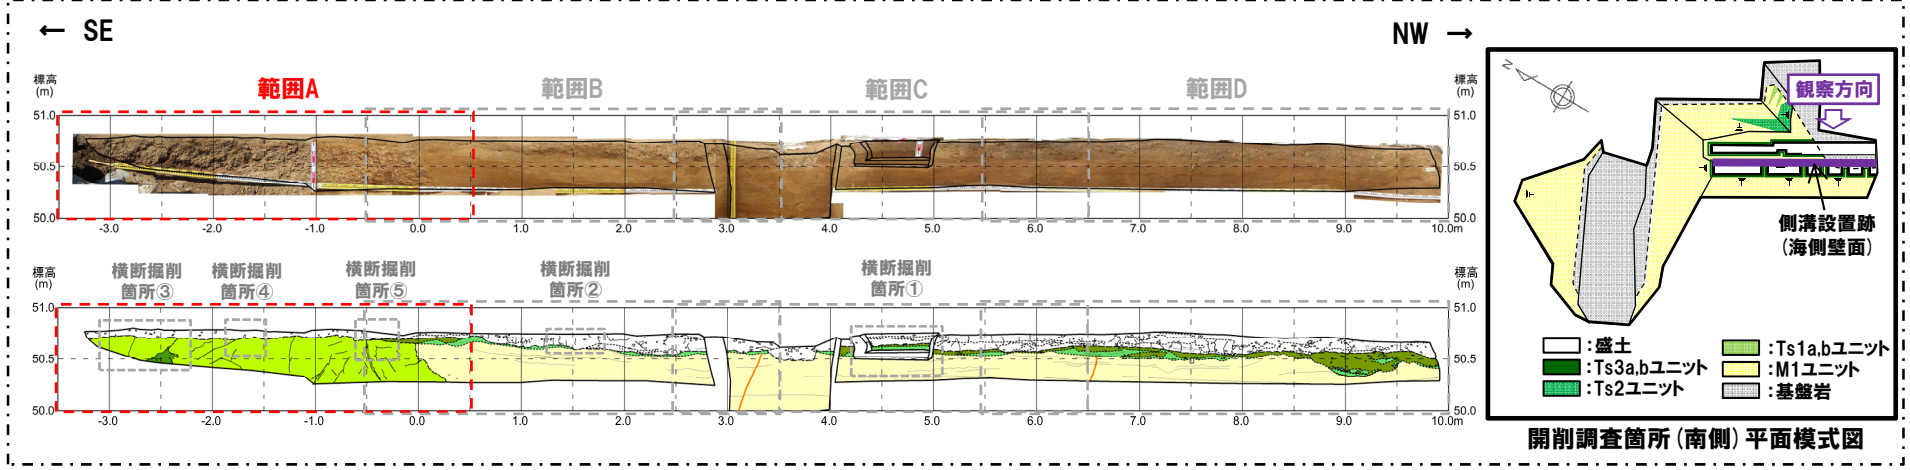 ← SE
NW →
範囲A
範囲B
範囲C
範囲D
標高
(m)
標高
(m)
51.0
50.5
50.0
51.0
50.5
50.0
-3.0
-2.0
-1.0
0.0
1.0
2.0
3.0
4.0
5.0
6.0
7.0
8.0
9.0
10.0m
横断掘削
箇所③
横断掘削
箇所④
横断掘削
箇所⑤
横断掘削
箇所②
横断掘削
箇所①
標高
(m)
標高
(m)
51.0
50.5
50.0
51.0
50.5
50.0
-3.0
-2.0
-1.0
0.0
1.0
2.0
3.0
4.0
5.0
6.0
7.0
8.0
9.0
10.0m
N
観察方向
側溝設置跡
(海側壁面)
:盛土
:Ts3a,bユニット
:Ts2ユニット
:Ts1a,bユニット
:M1ユニット
:基盤岩
開削調査箇所(南側)平面模式図